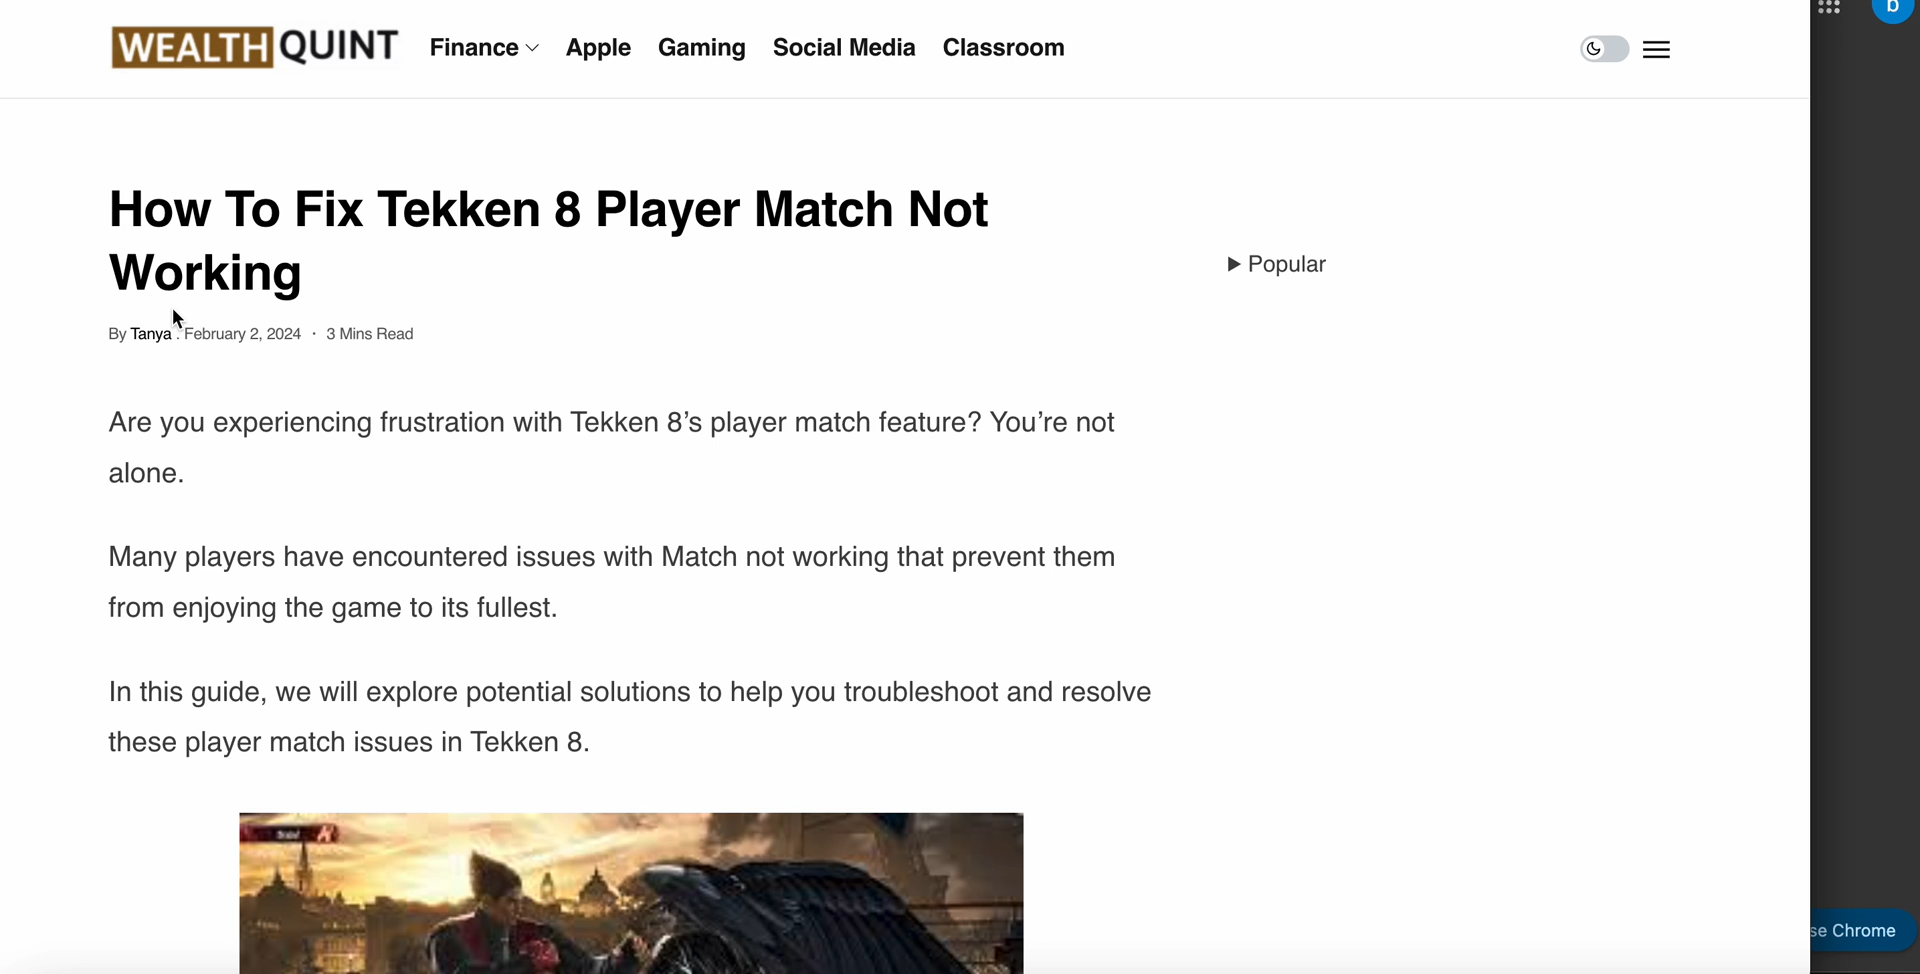 b
WEALTH QUINT Finance Apple Gaming Social Media Classroom
How To Fix Tekken 8 Player Match Not
Working
▶ Popular
By Tanya . February 2, 2024 · 3 Mins Read
Are you experiencing frustration with Tekken 8’s player match feature? You’re not
alone.
Many players have encountered issues with Match not working that prevent them
from enjoying the game to its fullest.
In this guide, we will explore potential solutions to help you troubleshoot and resolve
these player match issues in Tekken 8.
se Chrome